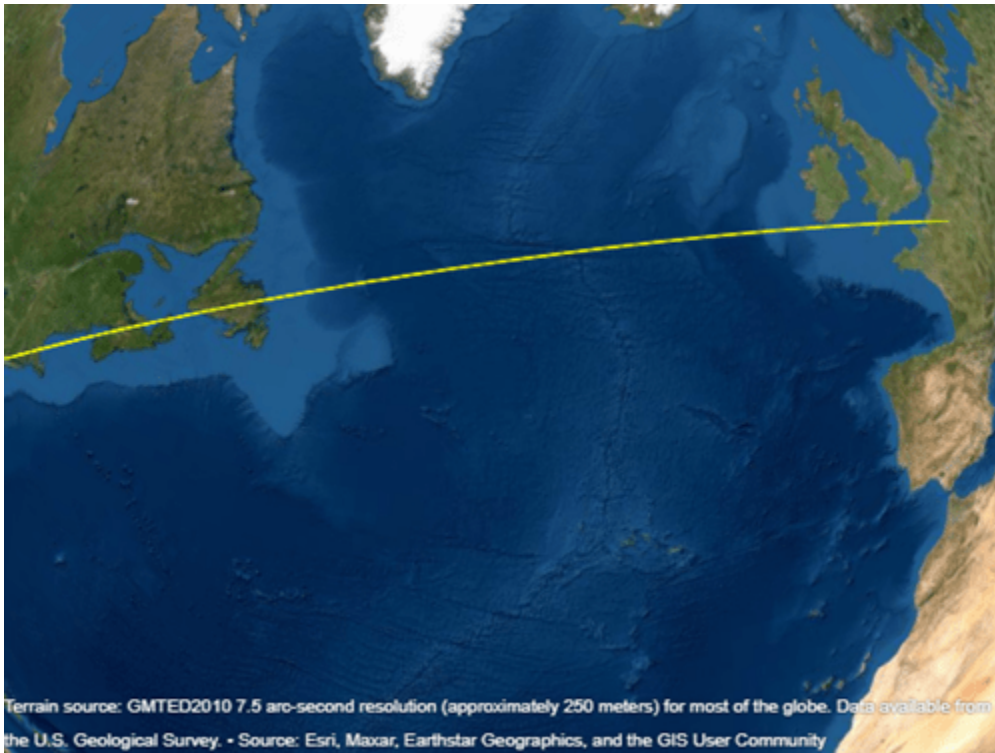 Terrain source: GMTED2010 7.5 arc-second resolution (approximately 250 meters) for most of the globe. Data available from
the U.S. Geological Survey. • Source: Esri, Maxar, Earthstar Geographics, and the GIS User Community